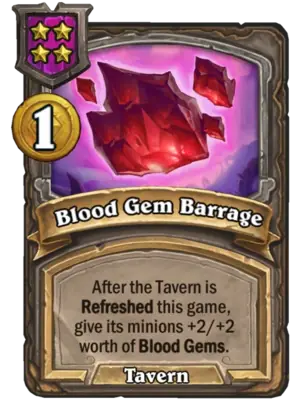 1
Blood Gem Barrage
After the Tavern is
Refreshed this game,
give its minions +2/+2
worth of Blood Gems.
Tavern